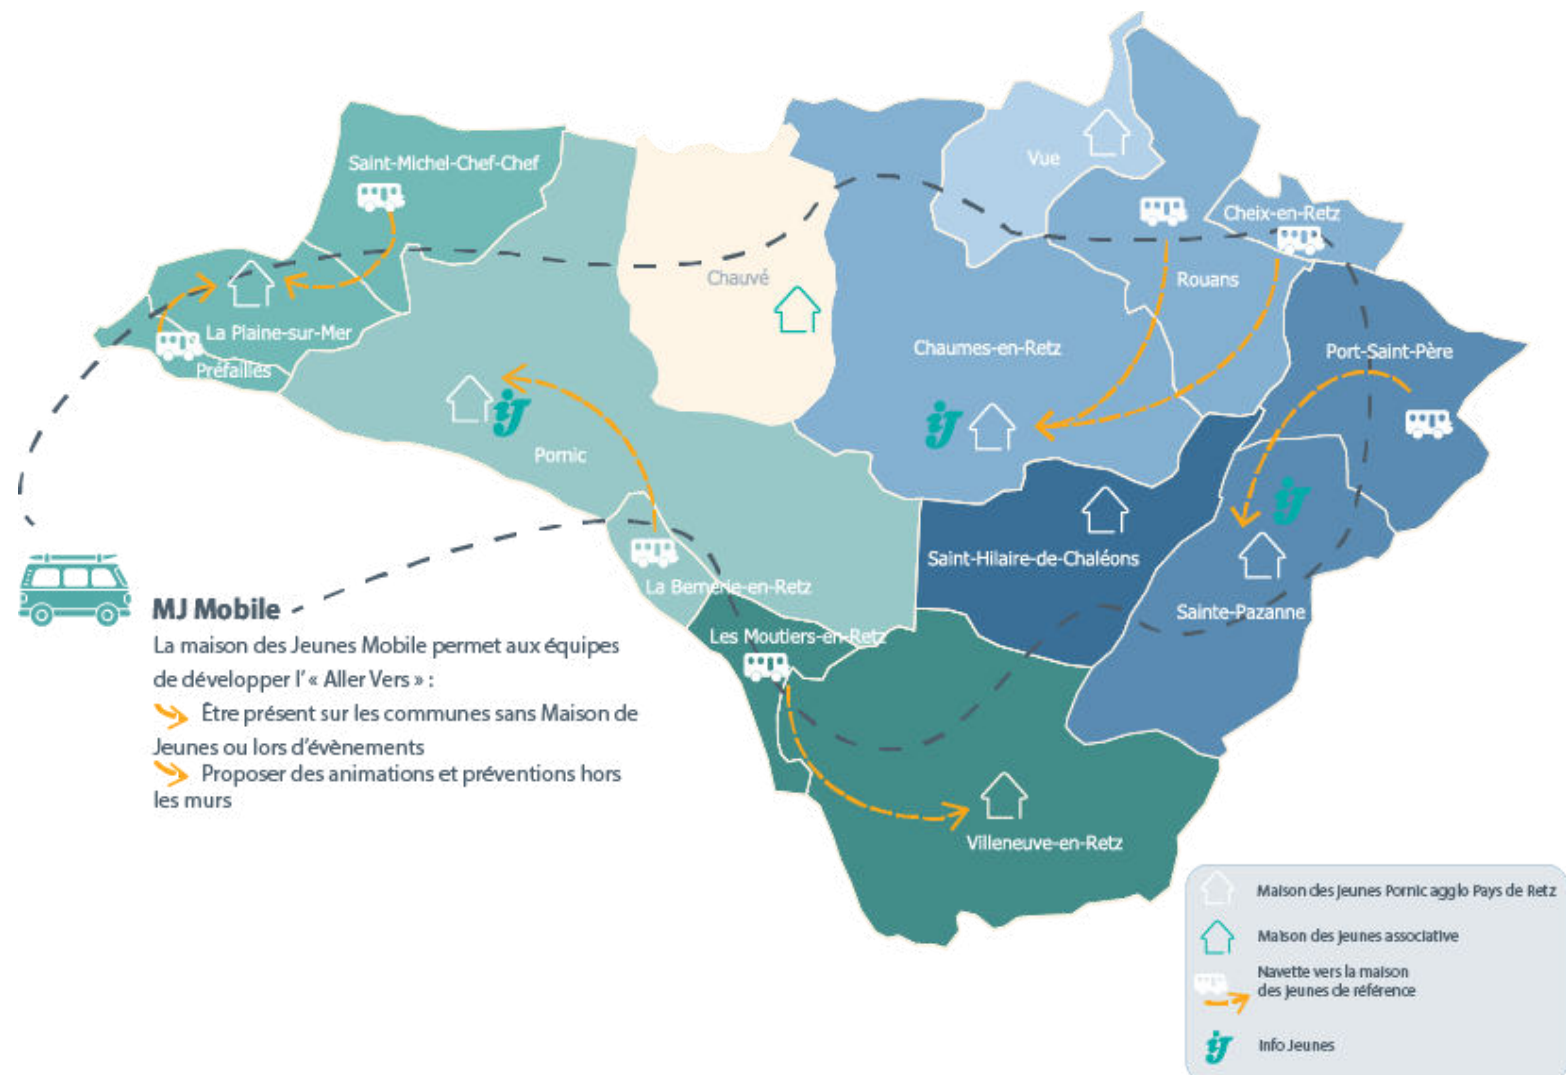 Saint-Michel-Chef-Chef
Vue
Cheix-en-Retz
Chauvé
Rouans
La Plaine-sur-Mer
Préfailles
Chaumes-en-Retz
Port-Saint-Père
iJ
iJ
Pornic
iJ
Saint-Hilaire-de-Chaléons
La Bernerie-en-Retz
Sainte-Pazanne
Les Moutiers-en-Retz
Villeneuve-en-Retz
MJ Mobile
La maison des Jeunes Mobile permet aux équipes
de développer l'« Aller Vers » :
Être présent sur les communes sans Maison de
Jeunes ou lors d'évènements
Proposer des animations et préventions hors
les murs
Maison des Jeunes Pornic agglo Pays de Retz
Maison des Jeunes associative
Navette vers la maison
des jeunes de référence
iJ
Info Jeunes